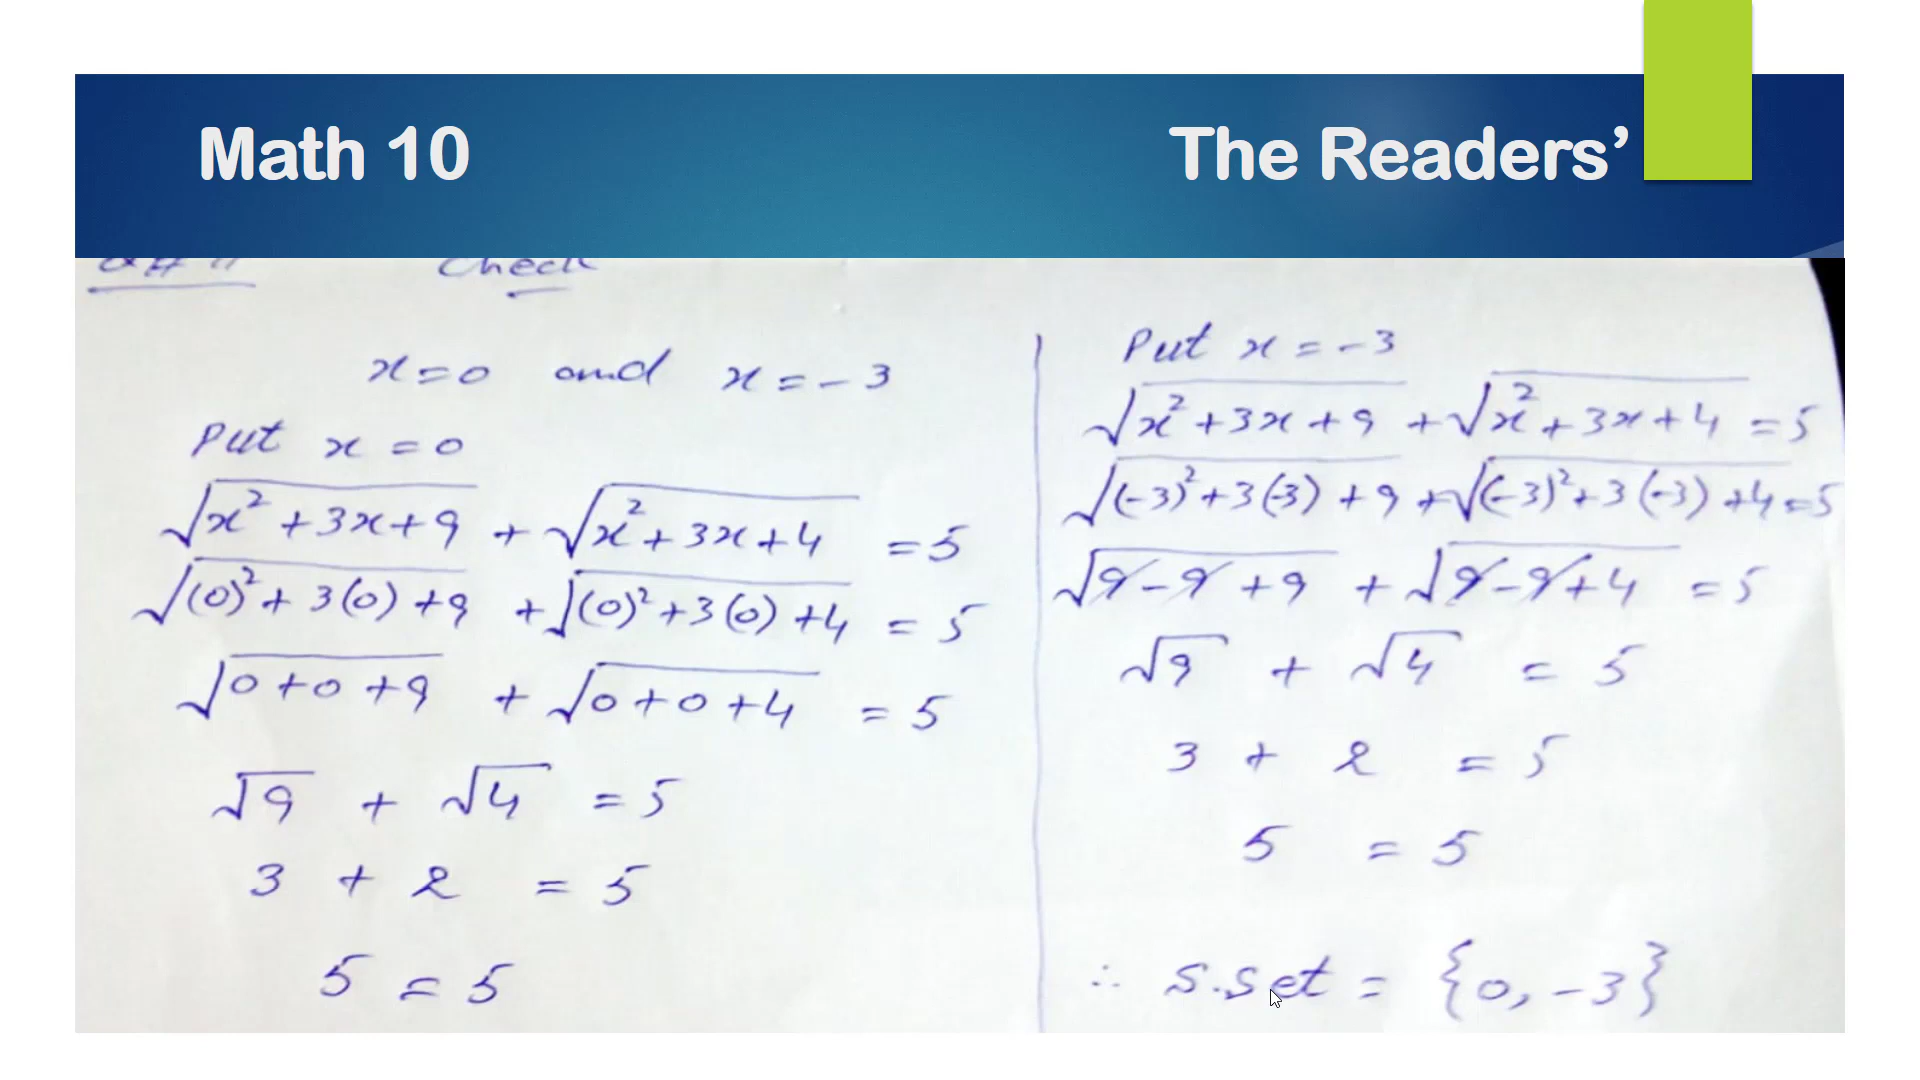 Math 10
The Readers’
Check
x = 0 and x = -3
Put x = 0
√(x² + 3x + 9) + √(x² + 3x + 4) = 5
√((0)² + 3(0) + 9) + √((0)² + 3(0) + 4) = 5
√(0 + 0 + 9) + √(0 + 0 + 4) = 5
√9 + √4 = 5
3 + 2 = 5
5 = 5
Put x = -3
√(x² + 3x + 9) + √(x² + 3x + 4) = 5
√((-3)² + 3(-3) + 9) + √((-3)² + 3(-3) + 4) = 5
√(9 - 9 + 9) + √(9 - 9 + 4) = 5
√9 + √4 = 5
3 + 2 = 5
5 = 5
∴ S.Set = {0, -3}